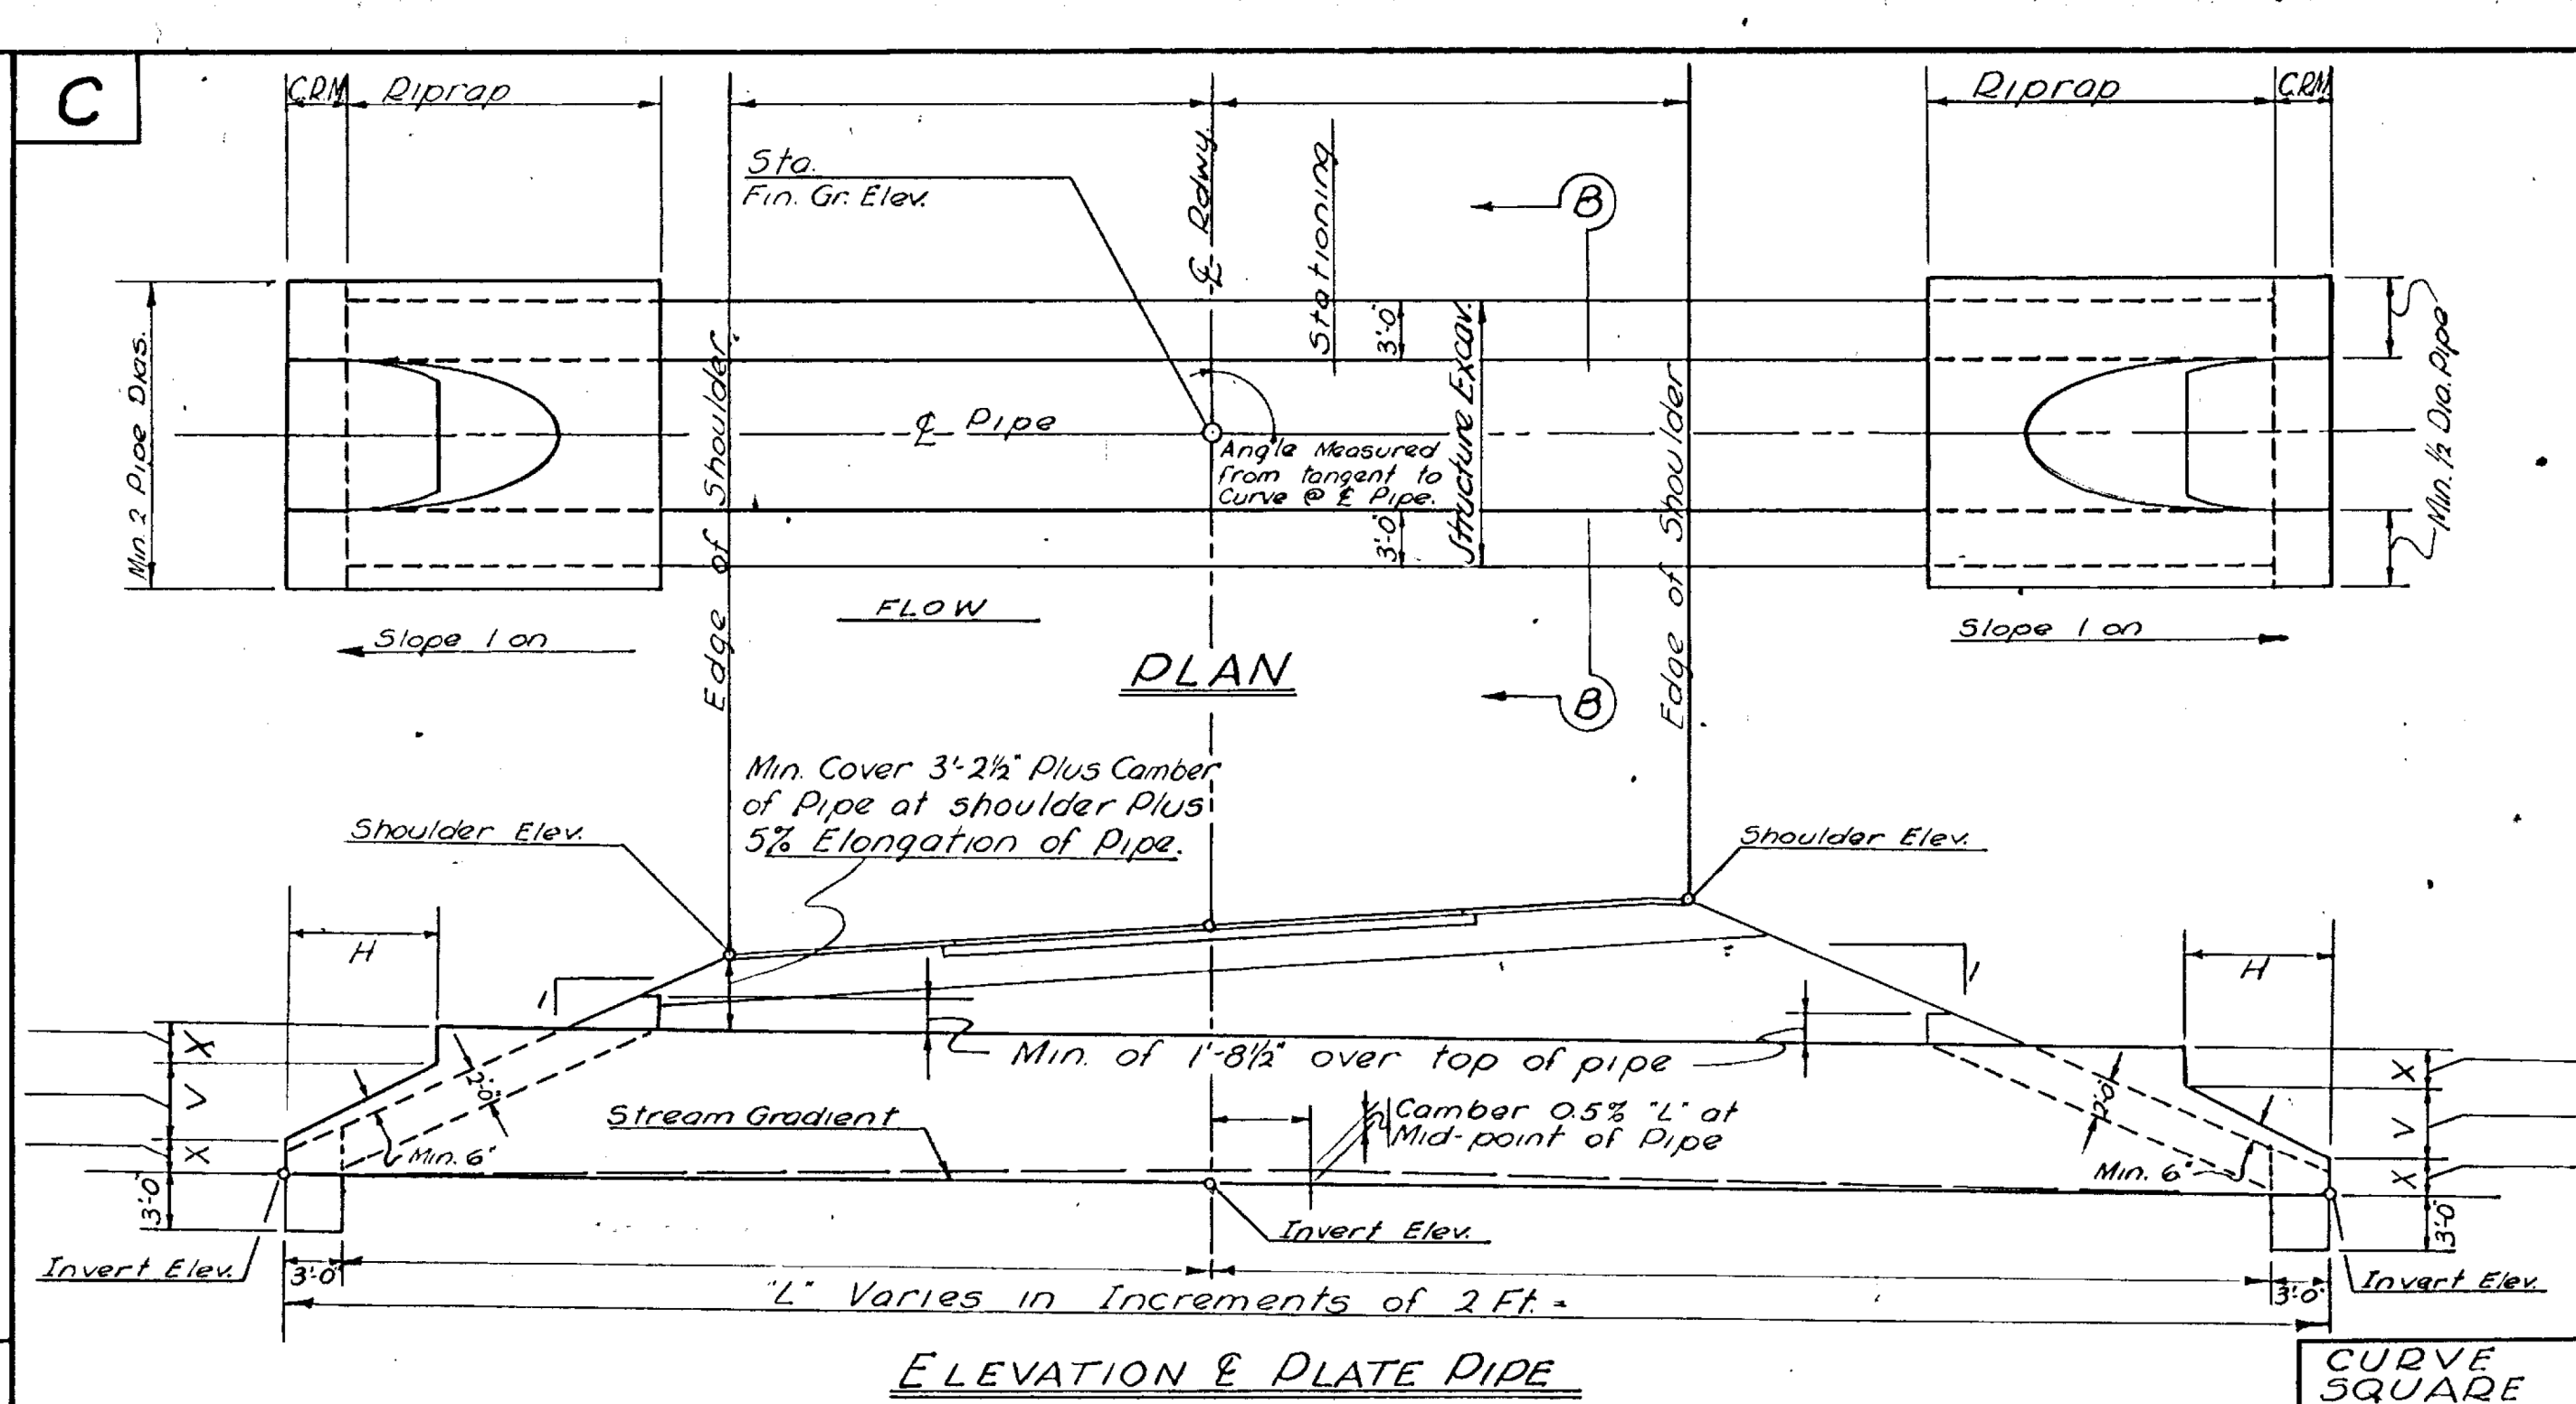 C
C.R.M. Riprap
Riprap C.R.M.
Sta.
Fin. Gr. Elev.
℄ Rdwy.
Stationing
B
Min. 2 Pipe Dias.
Edge of Shoulder
℄ Pipe
Angle Measured
from tangent to
Curve @ ℄ Pipe.
3'-0"
3'-0"
Structure Excav.
Edge of Shoulder
Min. 1/2 Dia. Pipe
FLOW
Slope 1 on
Slope 1 on
PLAN
B
Min. Cover 3'-2½" Plus Camber
of Pipe at shoulder Plus
5% Elongation of Pipe.
Shoulder Elev.
Shoulder Elev.
H
H
1
1
X
V
X
3'-0"
2'-0"
Min. 6"
Min. of 1'-8½" over top of pipe
Stream Gradient
Camber 0.5% "L" at
Mid-point of Pipe
2'-0"
Min. 6"
X
V
X
3'-0"
Invert Elev.
Invert Elev.
Invert Elev.
3'-0"
3'-0"
"L" Varies in Increments of 2 Ft. =
ELEVATION ℄ PLATE PIPE
CURVE
SQUARE